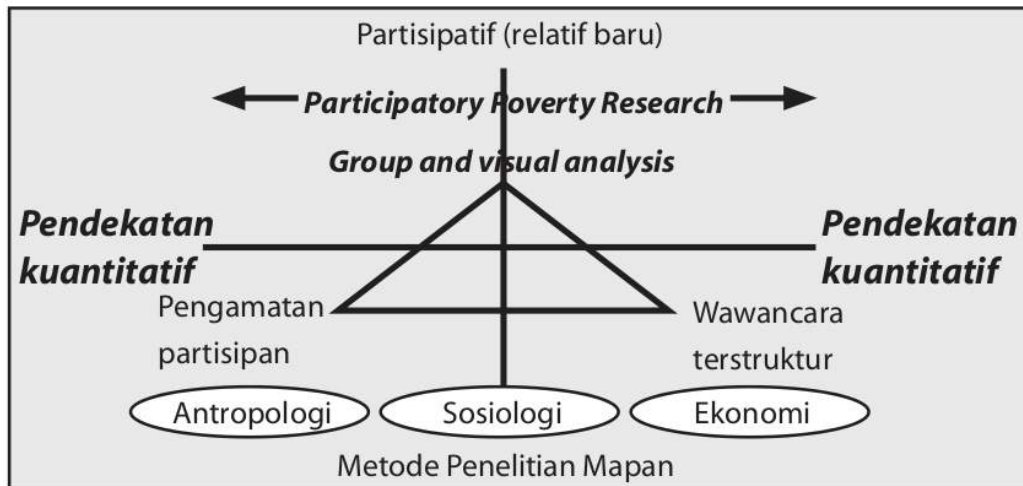 Partisipatif (relatif baru)
Participatory Poverty Research
Group and visual analysis
Pendekatan
kuantitatif
Pendekatan
kuantitatif
Pengamatan
partisipan
Wawancara
terstruktur
Antropologi
Sosiologi
Ekonomi
Metode Penelitian Mapan